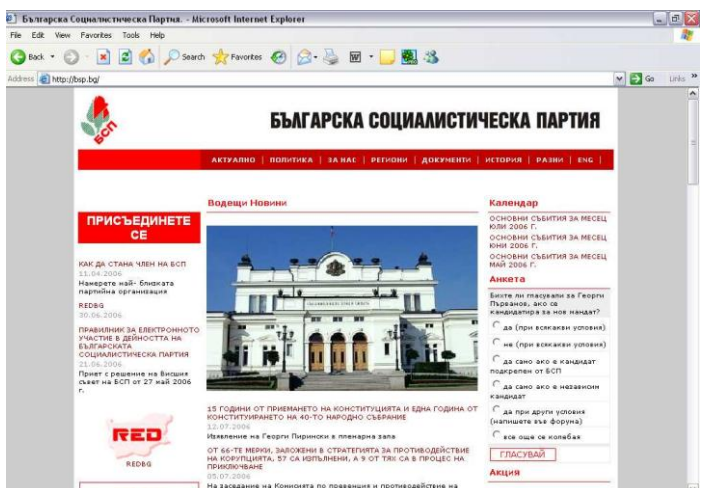 Българска Социалистическа Партия. - Microsoft Internet Explorer
File Edit View Favorites Tools Help
Back Search Favorites
Address http://bsp.bg/ Go Links
БСП
БЪЛГАРСКА СОЦИАЛИСТИЧЕСКА ПАРТИЯ
АКТУАЛНО | ПОЛИТИКА | ЗА НАС | РЕГИОНИ | ДОКУМЕНТИ | ИСТОРИЯ | РАЗНИ | ENG |
ПРИСЪЕДИНЕТЕ
СЕ
КАК ДА СТАНА ЧЛЕН НА БСП
11.04.2006
Намерете най- близката
партийна организация
REDBG
30.06.2006
ПРАВИЛНИК ЗА ЕЛЕКТРОННОТО
УЧАСТИЕ В ДЕЙНОСТТА НА
БЪЛГАРСКАТА
СОЦИАЛИСТИЧЕСКА ПАРТИЯ
21.06.2006
Приет с решение на Висшия
съвет на БСП от 27 май 2006
г.
RED
REDBG
Водещи Новини
15 ГОДИНИ ОТ ПРИЕМАНЕТО НА КОНСТИТУЦИЯТА И ЕДНА ГОДИНА ОТ
КОНСТИТУИРАНЕТО НА 40-ТО НАРОДНО СЪБРАНИЕ
12.07.2006
Изявление на Георги Пирински в пленарна зала
ОТ 66-ТЕ МЕРКИ, ЗАЛОЖЕНИ В СТРАТЕГИЯТА ЗА ПРОТИВОДЕЙСТВИЕ
НА КОРУПЦИЯТА, 57 СА ИЗПЪЛНЕНИ, А 9 ОТ ТЯХ СА В ПРОЦЕС НА
ПРИКЛЮЧВАНЕ
05.07.2006
На заседание на Комисията по превенция и противодействие на
Календар
ОСНОВНИ СЪБИТИЯ ЗА МЕСЕЦ
ЮЛИ 2006 Г.
ОСНОВНИ СЪБИТИЯ ЗА МЕСЕЦ
ЮНИ 2006 Г.
ОСНОВНИ СЪБИТИЯ ЗА МЕСЕЦ
МАЙ 2006 Г.
Анкета
Бихте ли гласували за Георги
Първанов, ако се
кандидатира за нов мандат?
да (при всякакви условия)
не (при всякакви условия)
да само ако е кандидат
подкрепен от БСП
да само ако е независим
кандидат
да при други условия
(напишете във форума)
все още се колебая
ГЛАСУВАЙ
Акция